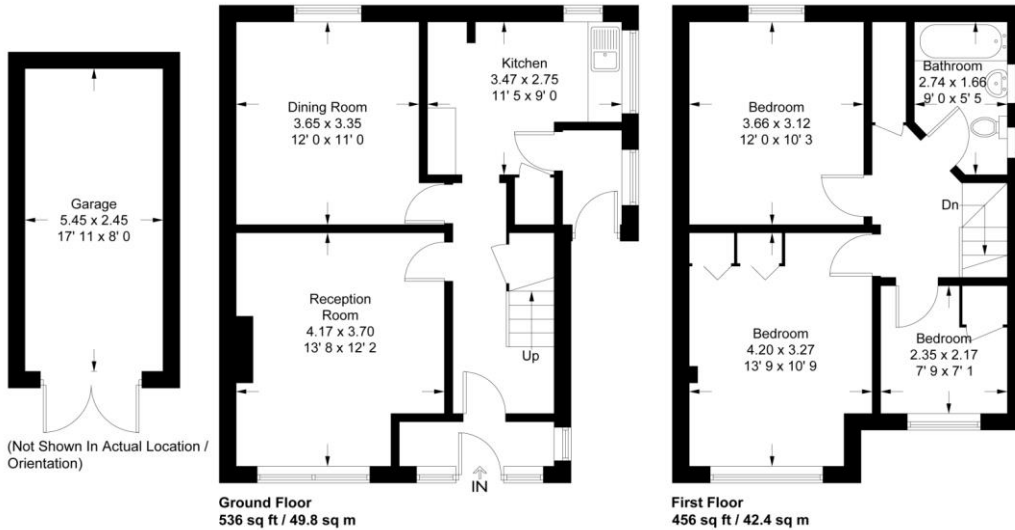 Garage
5.45 x 2.45
17' 11 x 8' 0
(Not Shown In Actual Location /
Orientation)
Dining Room
3.65 x 3.35
12' 0 x 11' 0
Kitchen
3.47 x 2.75
11' 5 x 9' 0
Reception
Room
4.17 x 3.70
13' 8 x 12' 2
Up
IN
Ground Floor
536 sq ft / 49.8 sq m
Bedroom
3.66 x 3.12
12' 0 x 10' 3
Bathroom
2.74 x 1.66
9' 0 x 5' 5
Dn
Bedroom
4.20 x 3.27
13' 9 x 10' 9
Bedroom
2.35 x 2.17
7' 9 x 7' 1
First Floor
456 sq ft / 42.4 sq m